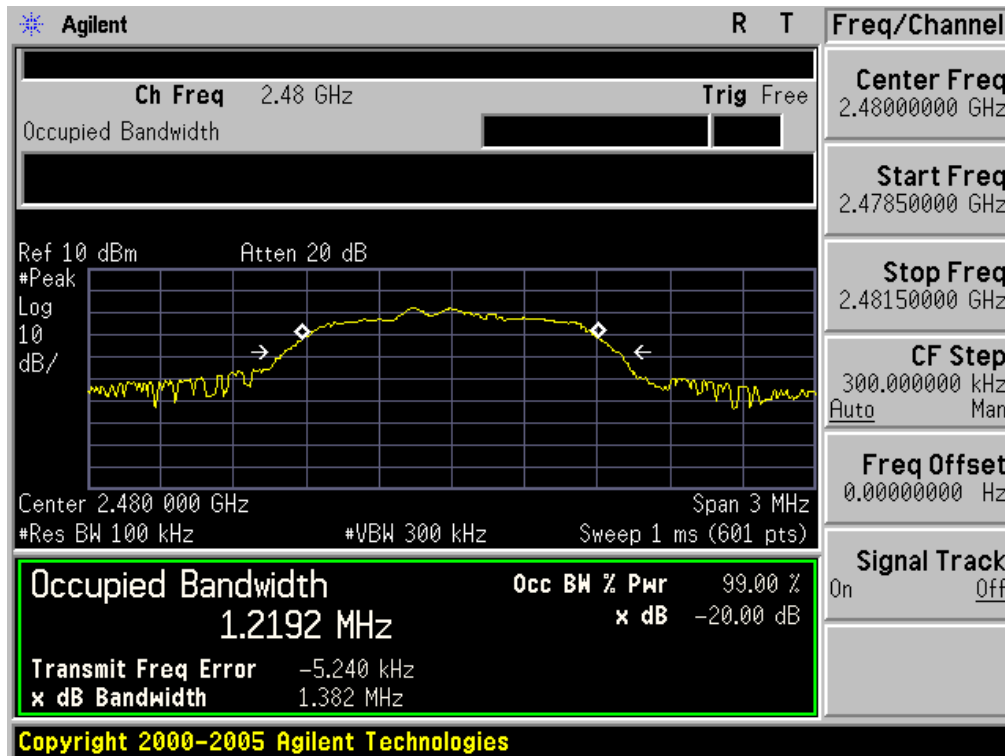 Agilent R T
Freq/Channel
Ch Freq 2.48 GHz Trig Free
Occupied Bandwidth
Center Freq
2.48000000 GHz
Start Freq
2.47850000 GHz
Stop Freq
2.48150000 GHz
CF Step
300.000000 kHz
Auto Man
Freq Offset
0.00000000 Hz
Signal Track
On Off
Ref 10 dBm Atten 20 dB
#Peak
Log
10
dB/
Center 2.480 000 GHz Span 3 MHz
#Res BW 100 kHz #VBW 300 kHz Sweep 1 ms (601 pts)
Occupied Bandwidth Occ BW % Pwr 99.00 %
1.2192 MHz x dB -20.00 dB
Transmit Freq Error -5.240 kHz
x dB Bandwidth 1.382 MHz
Copyright 2000-2005 Agilent Technologies